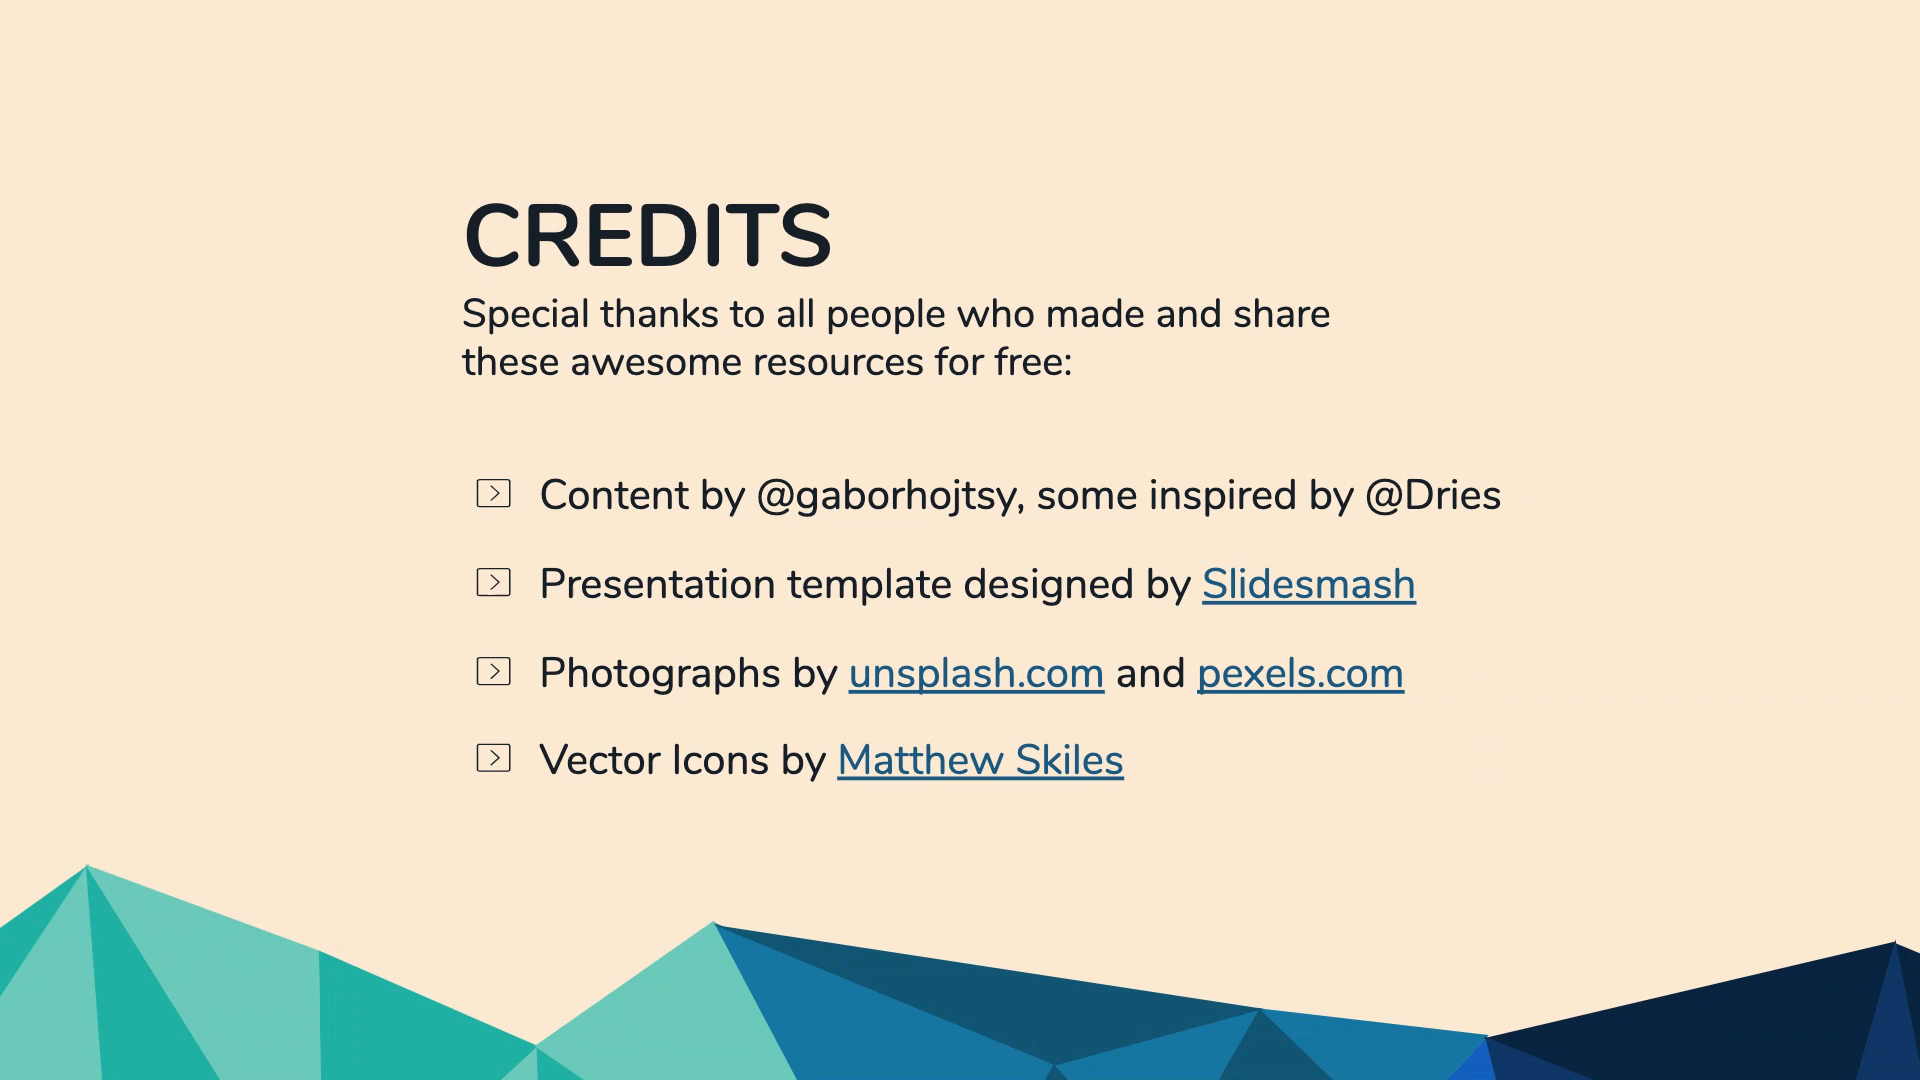 CREDITS
Special thanks to all people who made and share
these awesome resources for free:
Content by @gaborhojtsy, some inspired by @Dries
Presentation template designed by Slidesmash
Photographs by unsplash.com and pexels.com
Vector Icons by Matthew Skiles